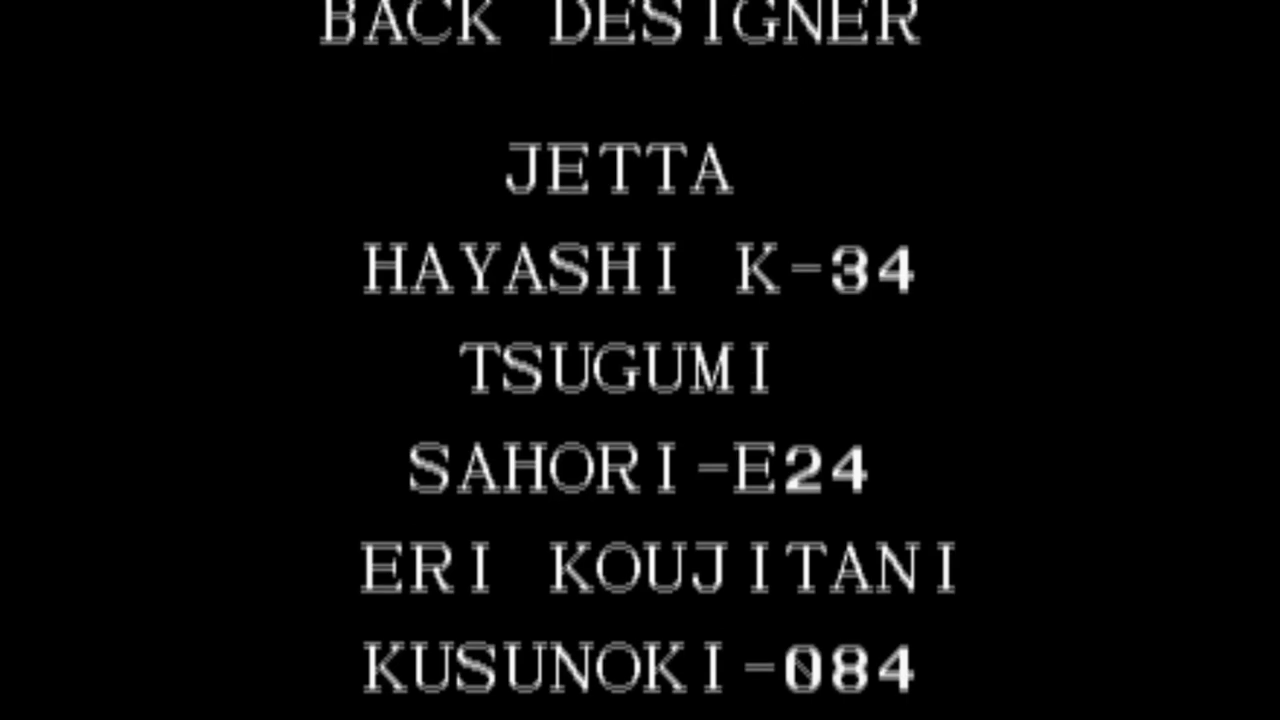 BACK DESIGNER
JETTA
HAYASHI K-34
TSUGUMI
SAHORI-E24
ERI KOUJITANI
KUSUNOKI-084